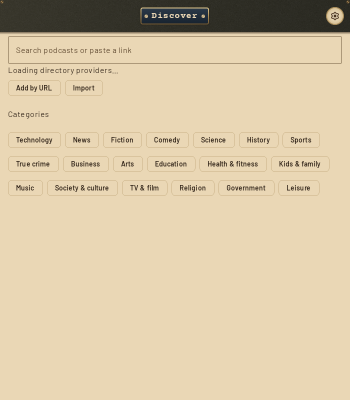 Discover
Search podcasts or paste a link
Loading directory providers...
Add by URL Import
Categories
Technology News Fiction Comedy Science History Sports
True crime Business Arts Education Health & fitness Kids & family
Music Society & culture TV & film Religion Government Leisure